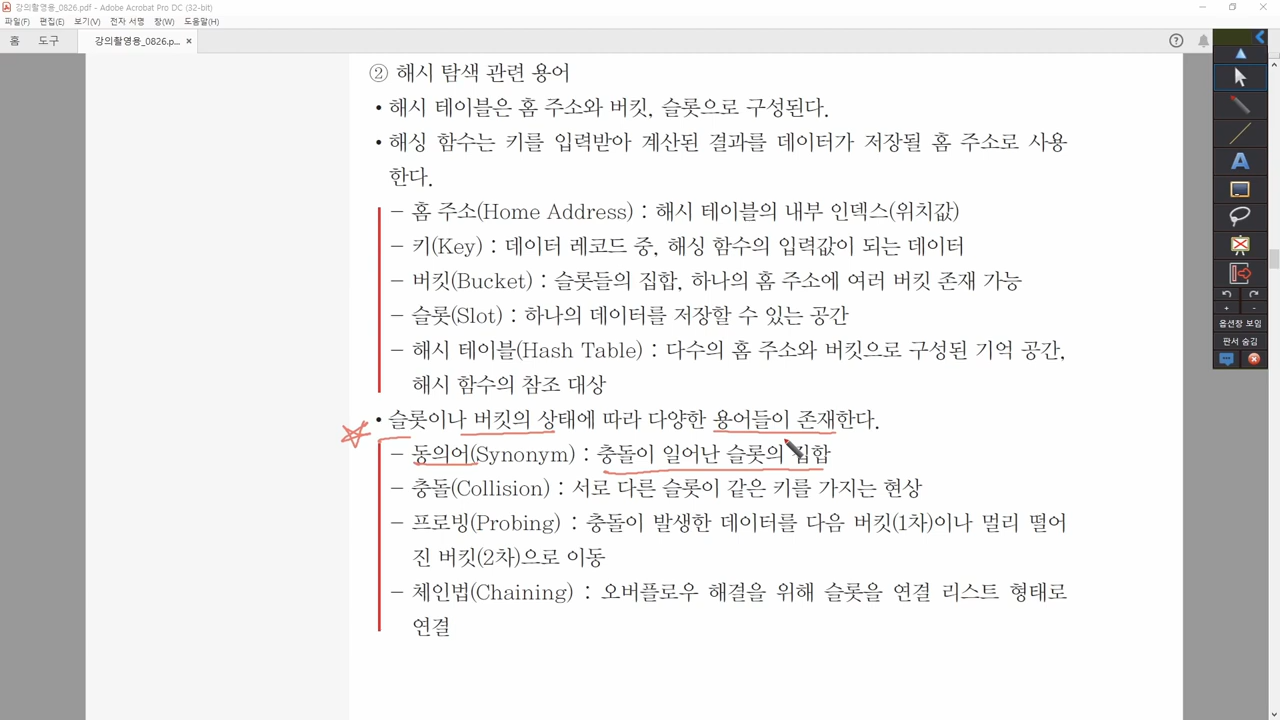 강의촬영용_0826.pdf - Adobe Acrobat Pro DC (32-bit)
파일(F) 편집(E) 보기(V) 전자 서명 창(W) 도움말(H)
홈 도구 강의촬영용_0826.p... ×
② 해시 탐색 관련 용어
• 해시 테이블은 홈 주소와 버킷, 슬롯으로 구성된다.
• 해싱 함수는 키를 입력받아 계산된 결과를 데이터가 저장될 홈 주소로 사용
한다.
– 홈 주소(Home Address) : 해시 테이블의 내부 인덱스(위치값)
– 키(Key) : 데이터 레코드 중, 해싱 함수의 입력값이 되는 데이터
– 버킷(Bucket) : 슬롯들의 집합, 하나의 홈 주소에 여러 버킷 존재 가능
– 슬롯(Slot) : 하나의 데이터를 저장할 수 있는 공간
– 해시 테이블(Hash Table) : 다수의 홈 주소와 버킷으로 구성된 기억 공간,
해시 함수의 참조 대상
• 슬롯이나 버킷의 상태에 따라 다양한 용어들이 존재한다.
– 동의어(Synonym) : 충돌이 일어난 슬롯의 집합
– 충돌(Collision) : 서로 다른 슬롯이 같은 키를 가지는 현상
– 프로빙(Probing) : 충돌이 발생한 데이터를 다음 버킷(1차)이나 멀리 떨어
진 버킷(2차)으로 이동
– 체인법(Chaining) : 오버플로우 해결을 위해 슬롯을 연결 리스트 형태로
연결
A
+ -
옵션창 보임
판서 숨김